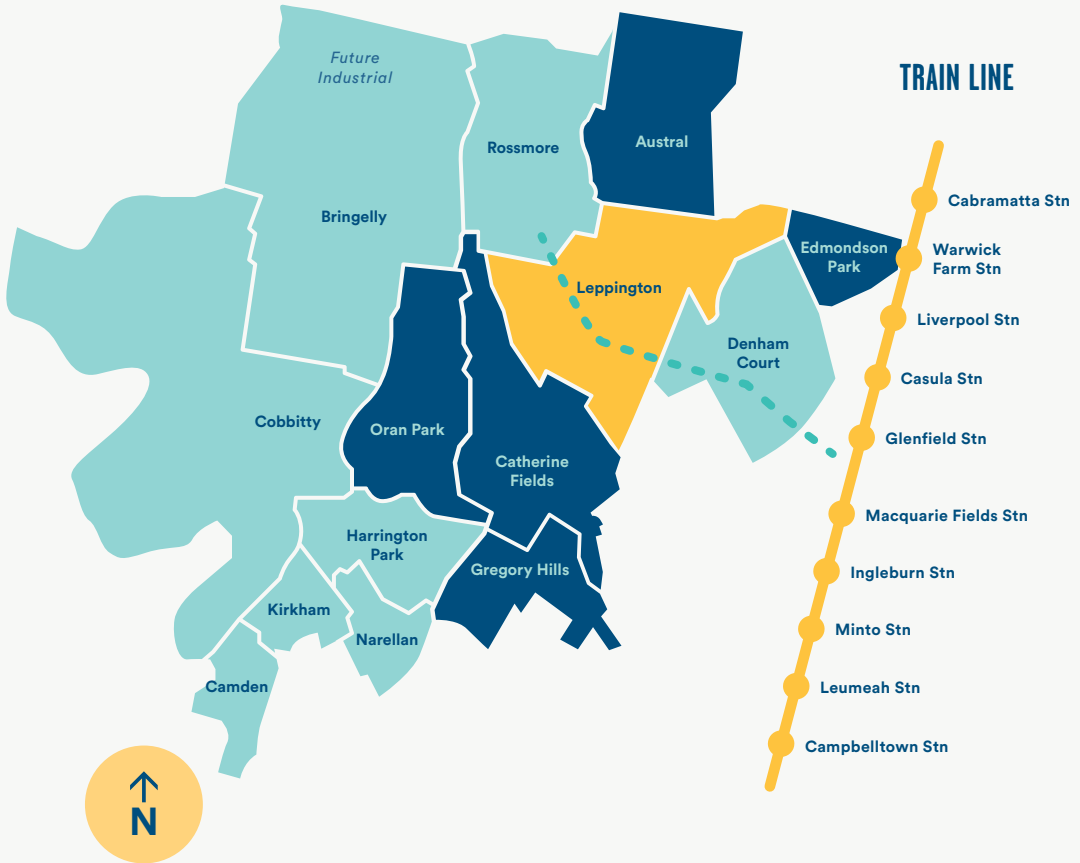 Future
Industrial
TRAIN LINE
Rossmore
Austral
Bringelly
Cabramatta Stn
Edmondson
Park
Warwick
Farm Stn
Leppington
Liverpool Stn
Denham
Court
Casula Stn
Cobbitty
Oran Park
Glenfield Stn
Catherine
Fields
Macquarie Fields Stn
Harrington
Park
Gregory Hills
Ingleburn Stn
Kirkham
Narellan
Minto Stn
Camden
Leumeah Stn
Campbelltown Stn
N